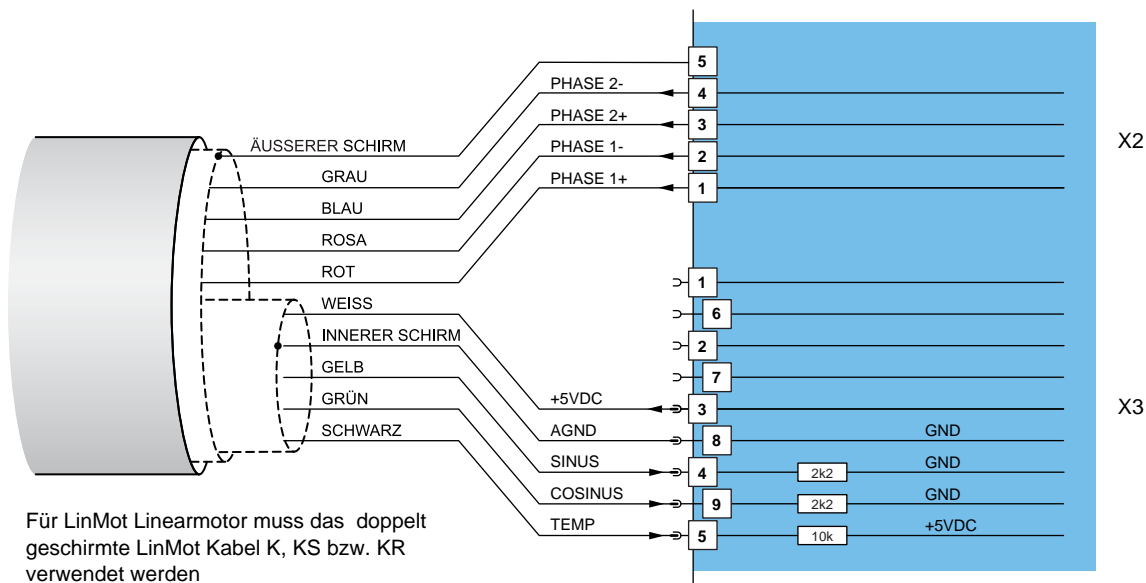 5
PHASE 2- 4
PHASE 2+ 3 X2
ÄUSSERER SCHIRM PHASE 1- 2
GRAU PHASE 1+ 1
BLAU
ROSA
ROT 1
WEISS 6
INNERER SCHIRM 2
GELB 7
GRÜN +5VDC 3 X3
SCHWARZ AGND 8 GND
SINUS 4 2k2 GND
COSINUS 9 2k2 GND
TEMP 5 10k +5VDC
Für LinMot Linearmotor muss das doppelt
geschirmte LinMot Kabel K, KS bzw. KR
verwendet werden